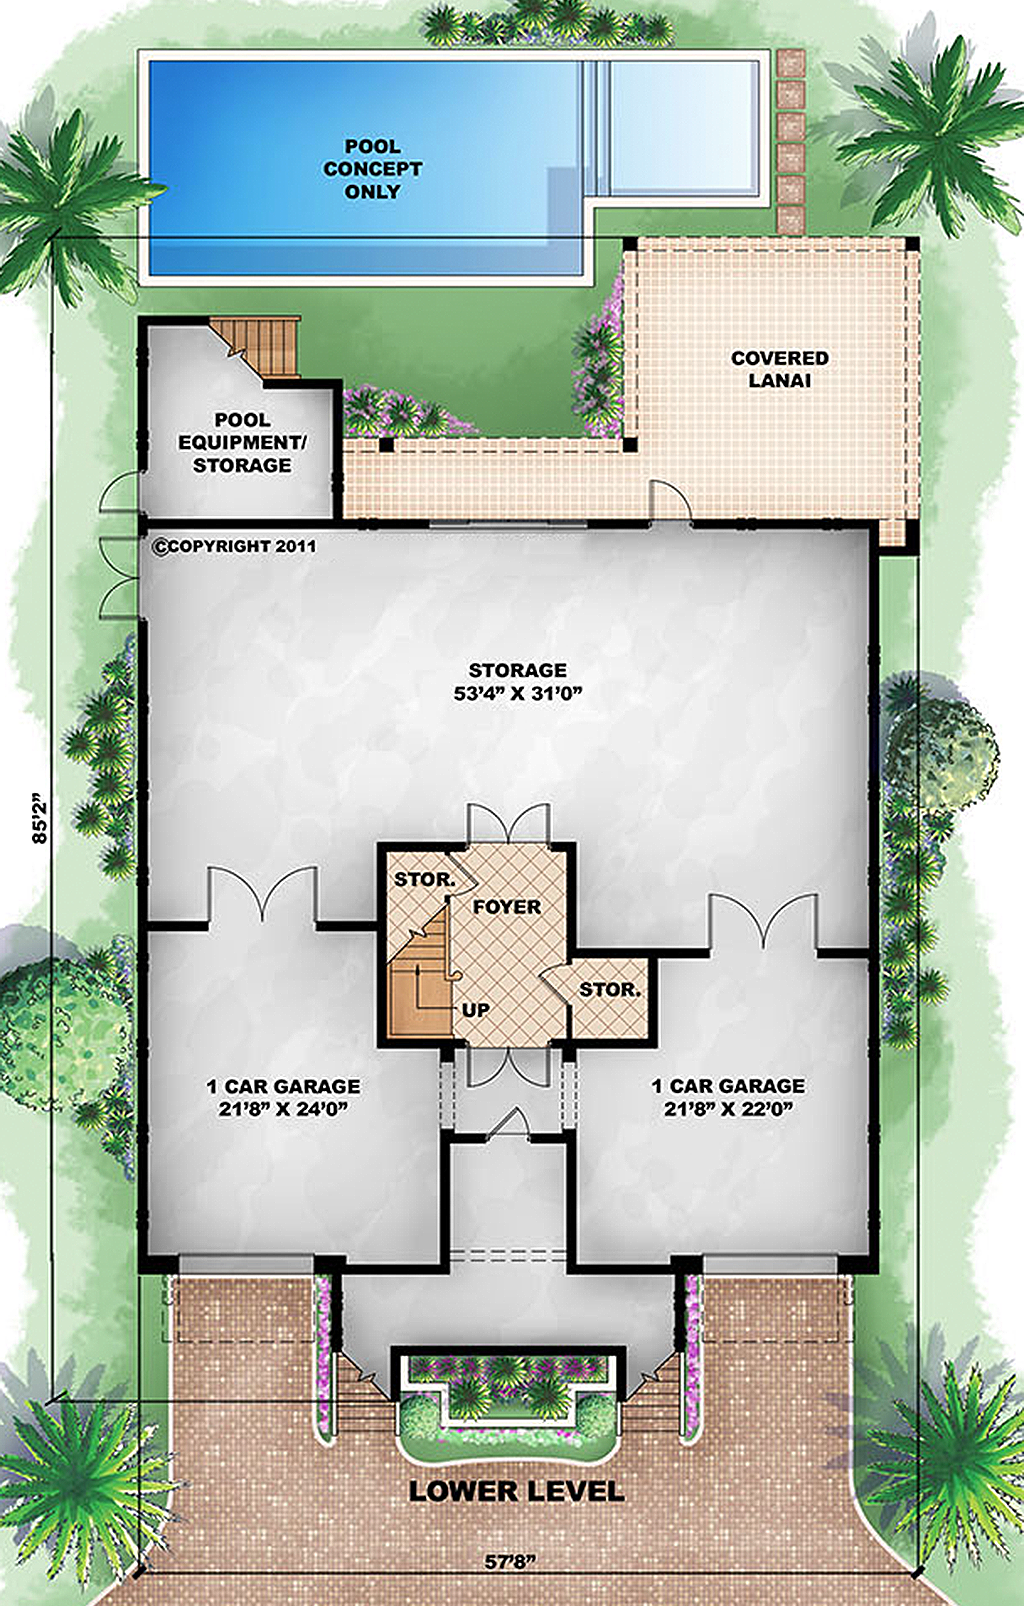 POOL
CONCEPT
ONLY
COVERED
LANAI
POOL
EQUIPMENT/
STORAGE
©COPYRIGHT 2011
STORAGE
53'4" X 31'0"
85'2"
STOR.
FOYER
STOR.
UP
1 CAR GARAGE
21'8" X 24'0"
1 CAR GARAGE
21'8" X 22'0"
LOWER LEVEL
57'8"